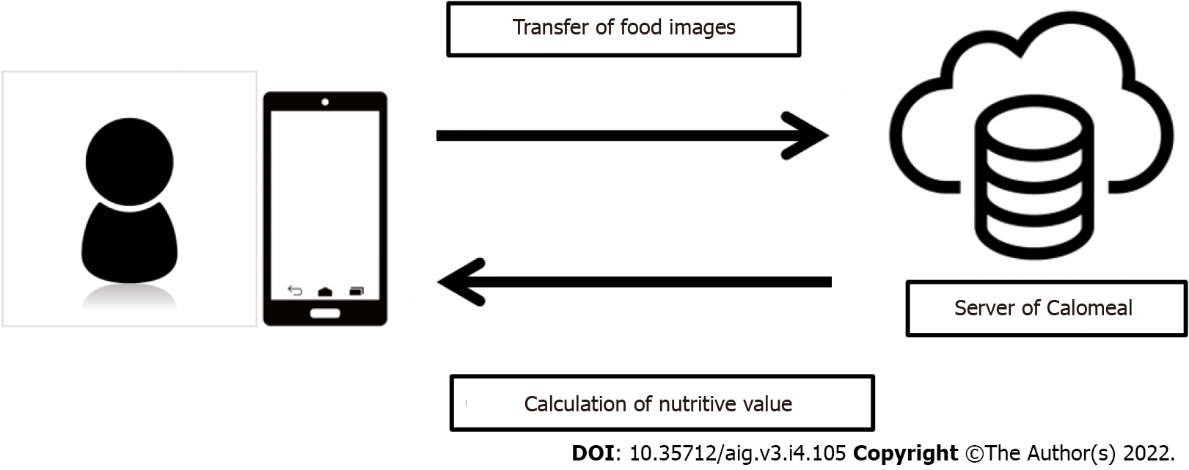 Transfer of food images
Server of Calomeal
Calculation of nutritive value
DOI: 10.35712/aig.v3.i4.105 Copyright ©The Author(s) 2022.